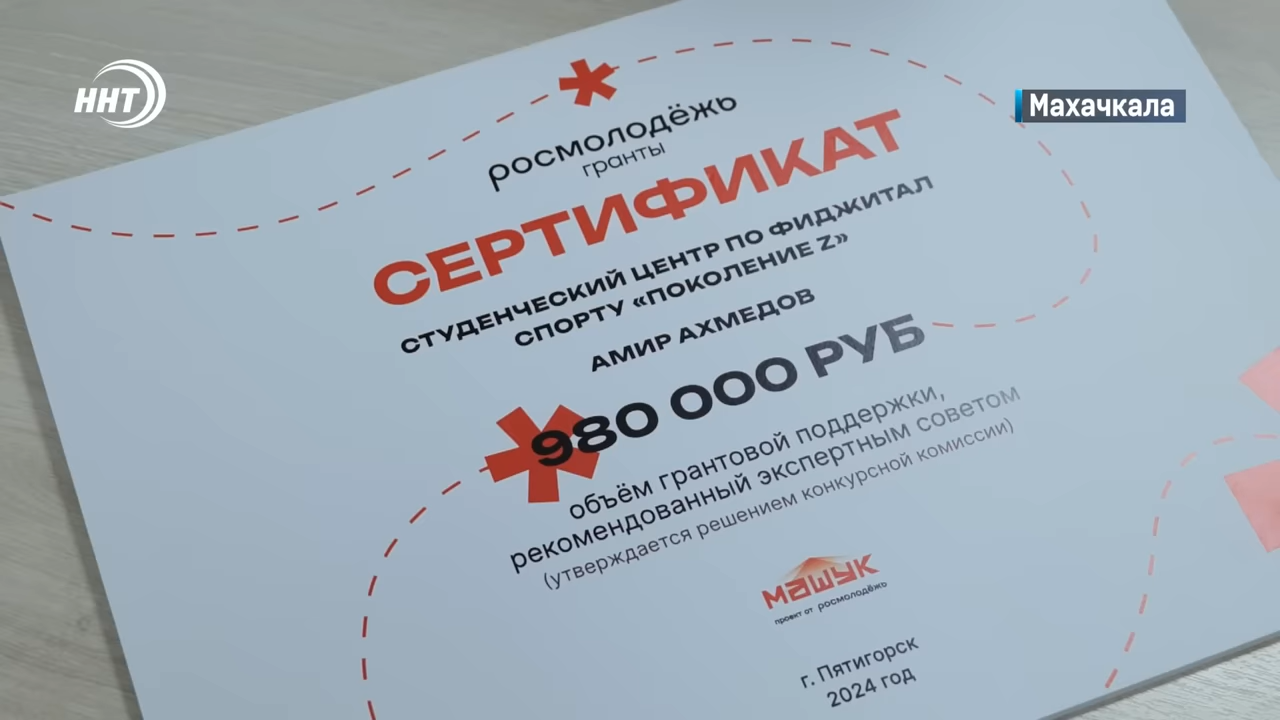 ННТ
Махачкала
росмолодёжь
гранты
СЕРТИФИКАТ
СТУДЕНЧЕСКИЙ ЦЕНТР ПО ФИДЖИТАЛ
СПОРТУ «ПОКОЛЕНИЕ Z»
АМИР АХМЕДОВ
980 000 РУБ
объём грантовой поддержки,
рекомендованный экспертным советом
(утверждается решением конкурсной комиссии)
МАШУК
проект от росмолодёжь
г. Пятигорск
2024 год